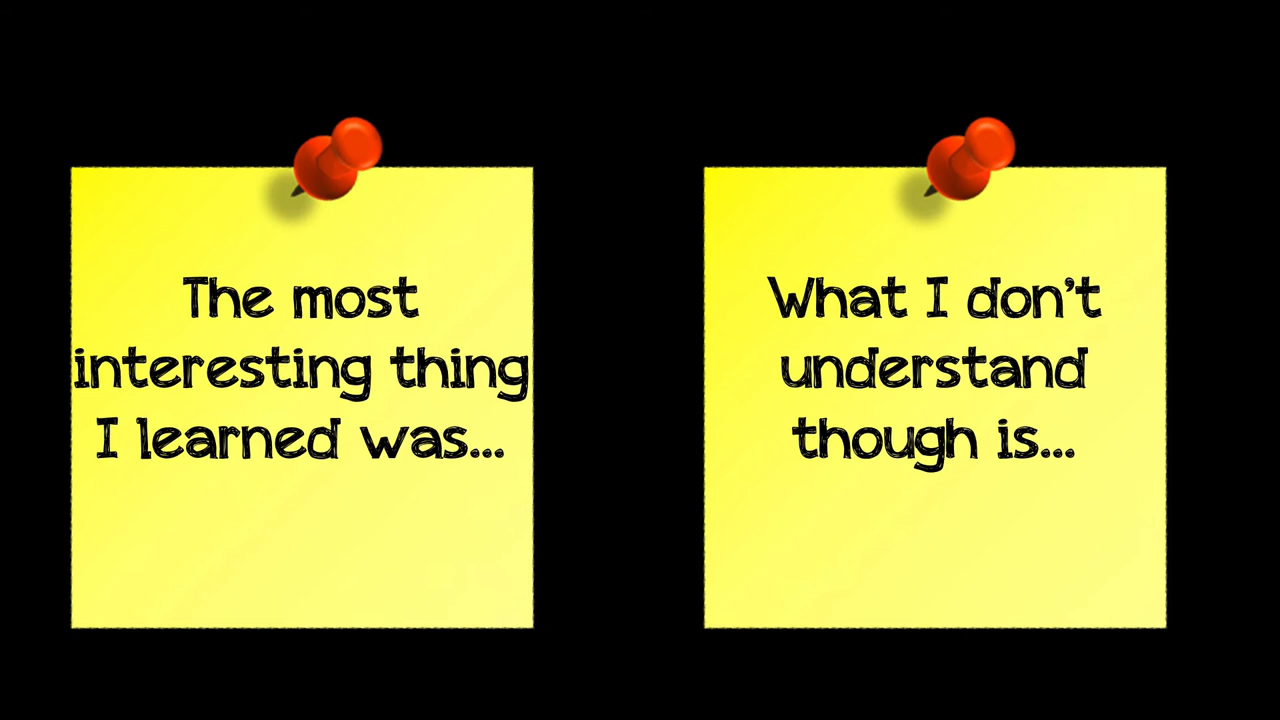 The most
interesting thing
I learned was...
What I don't
understand
though is...